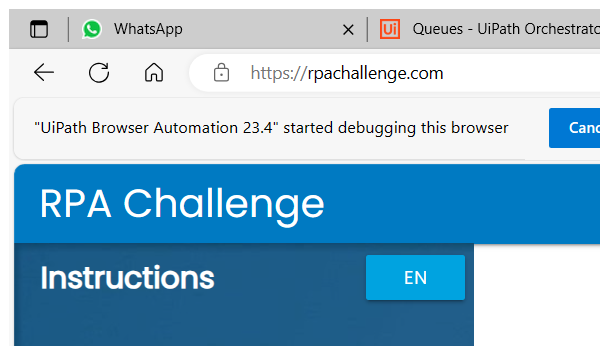 WhatsApp
Ui Queues - UiPath Orchestrato
https://rpachallenge.com
"UiPath Browser Automation 23.4" started debugging this browser
Canc
RPA Challenge
Instructions
EN